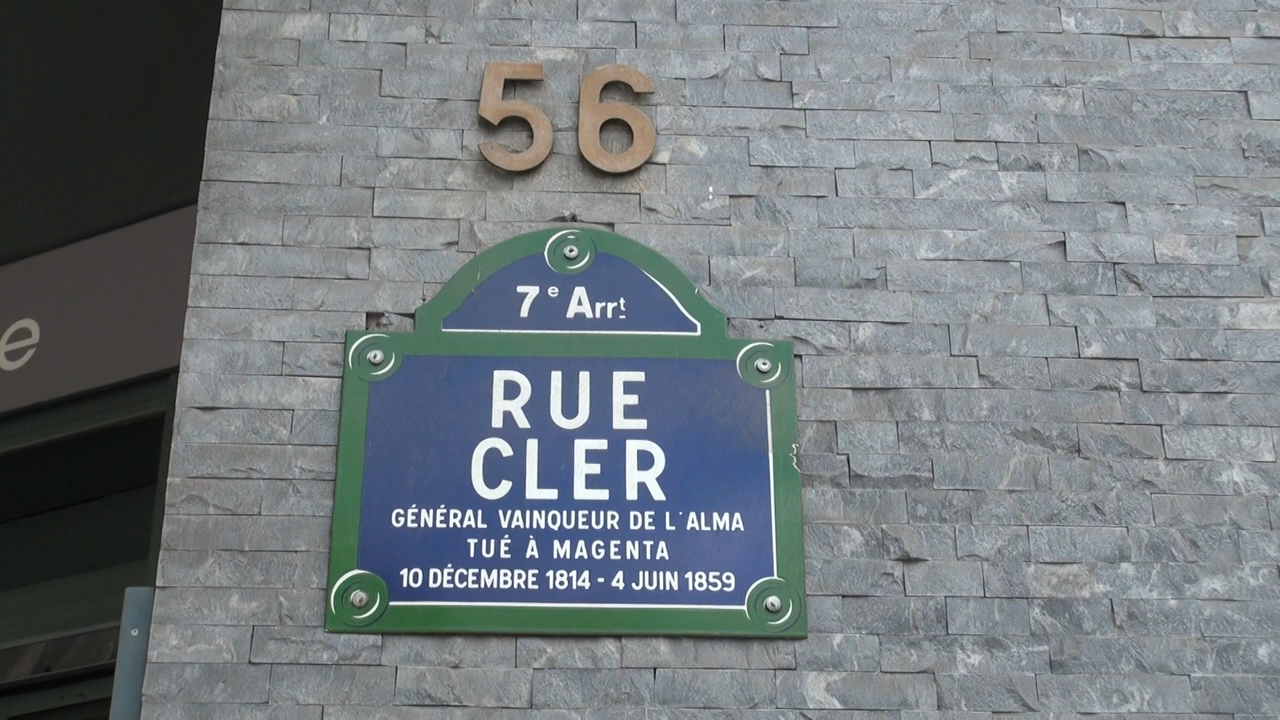 56
7e Arrt
RUE
CLER
GÉNÉRAL VAINQUEUR DE L'ALMA
TUÉ À MAGENTA
10 DÉCEMBRE 1814 - 4 JUIN 1859
e